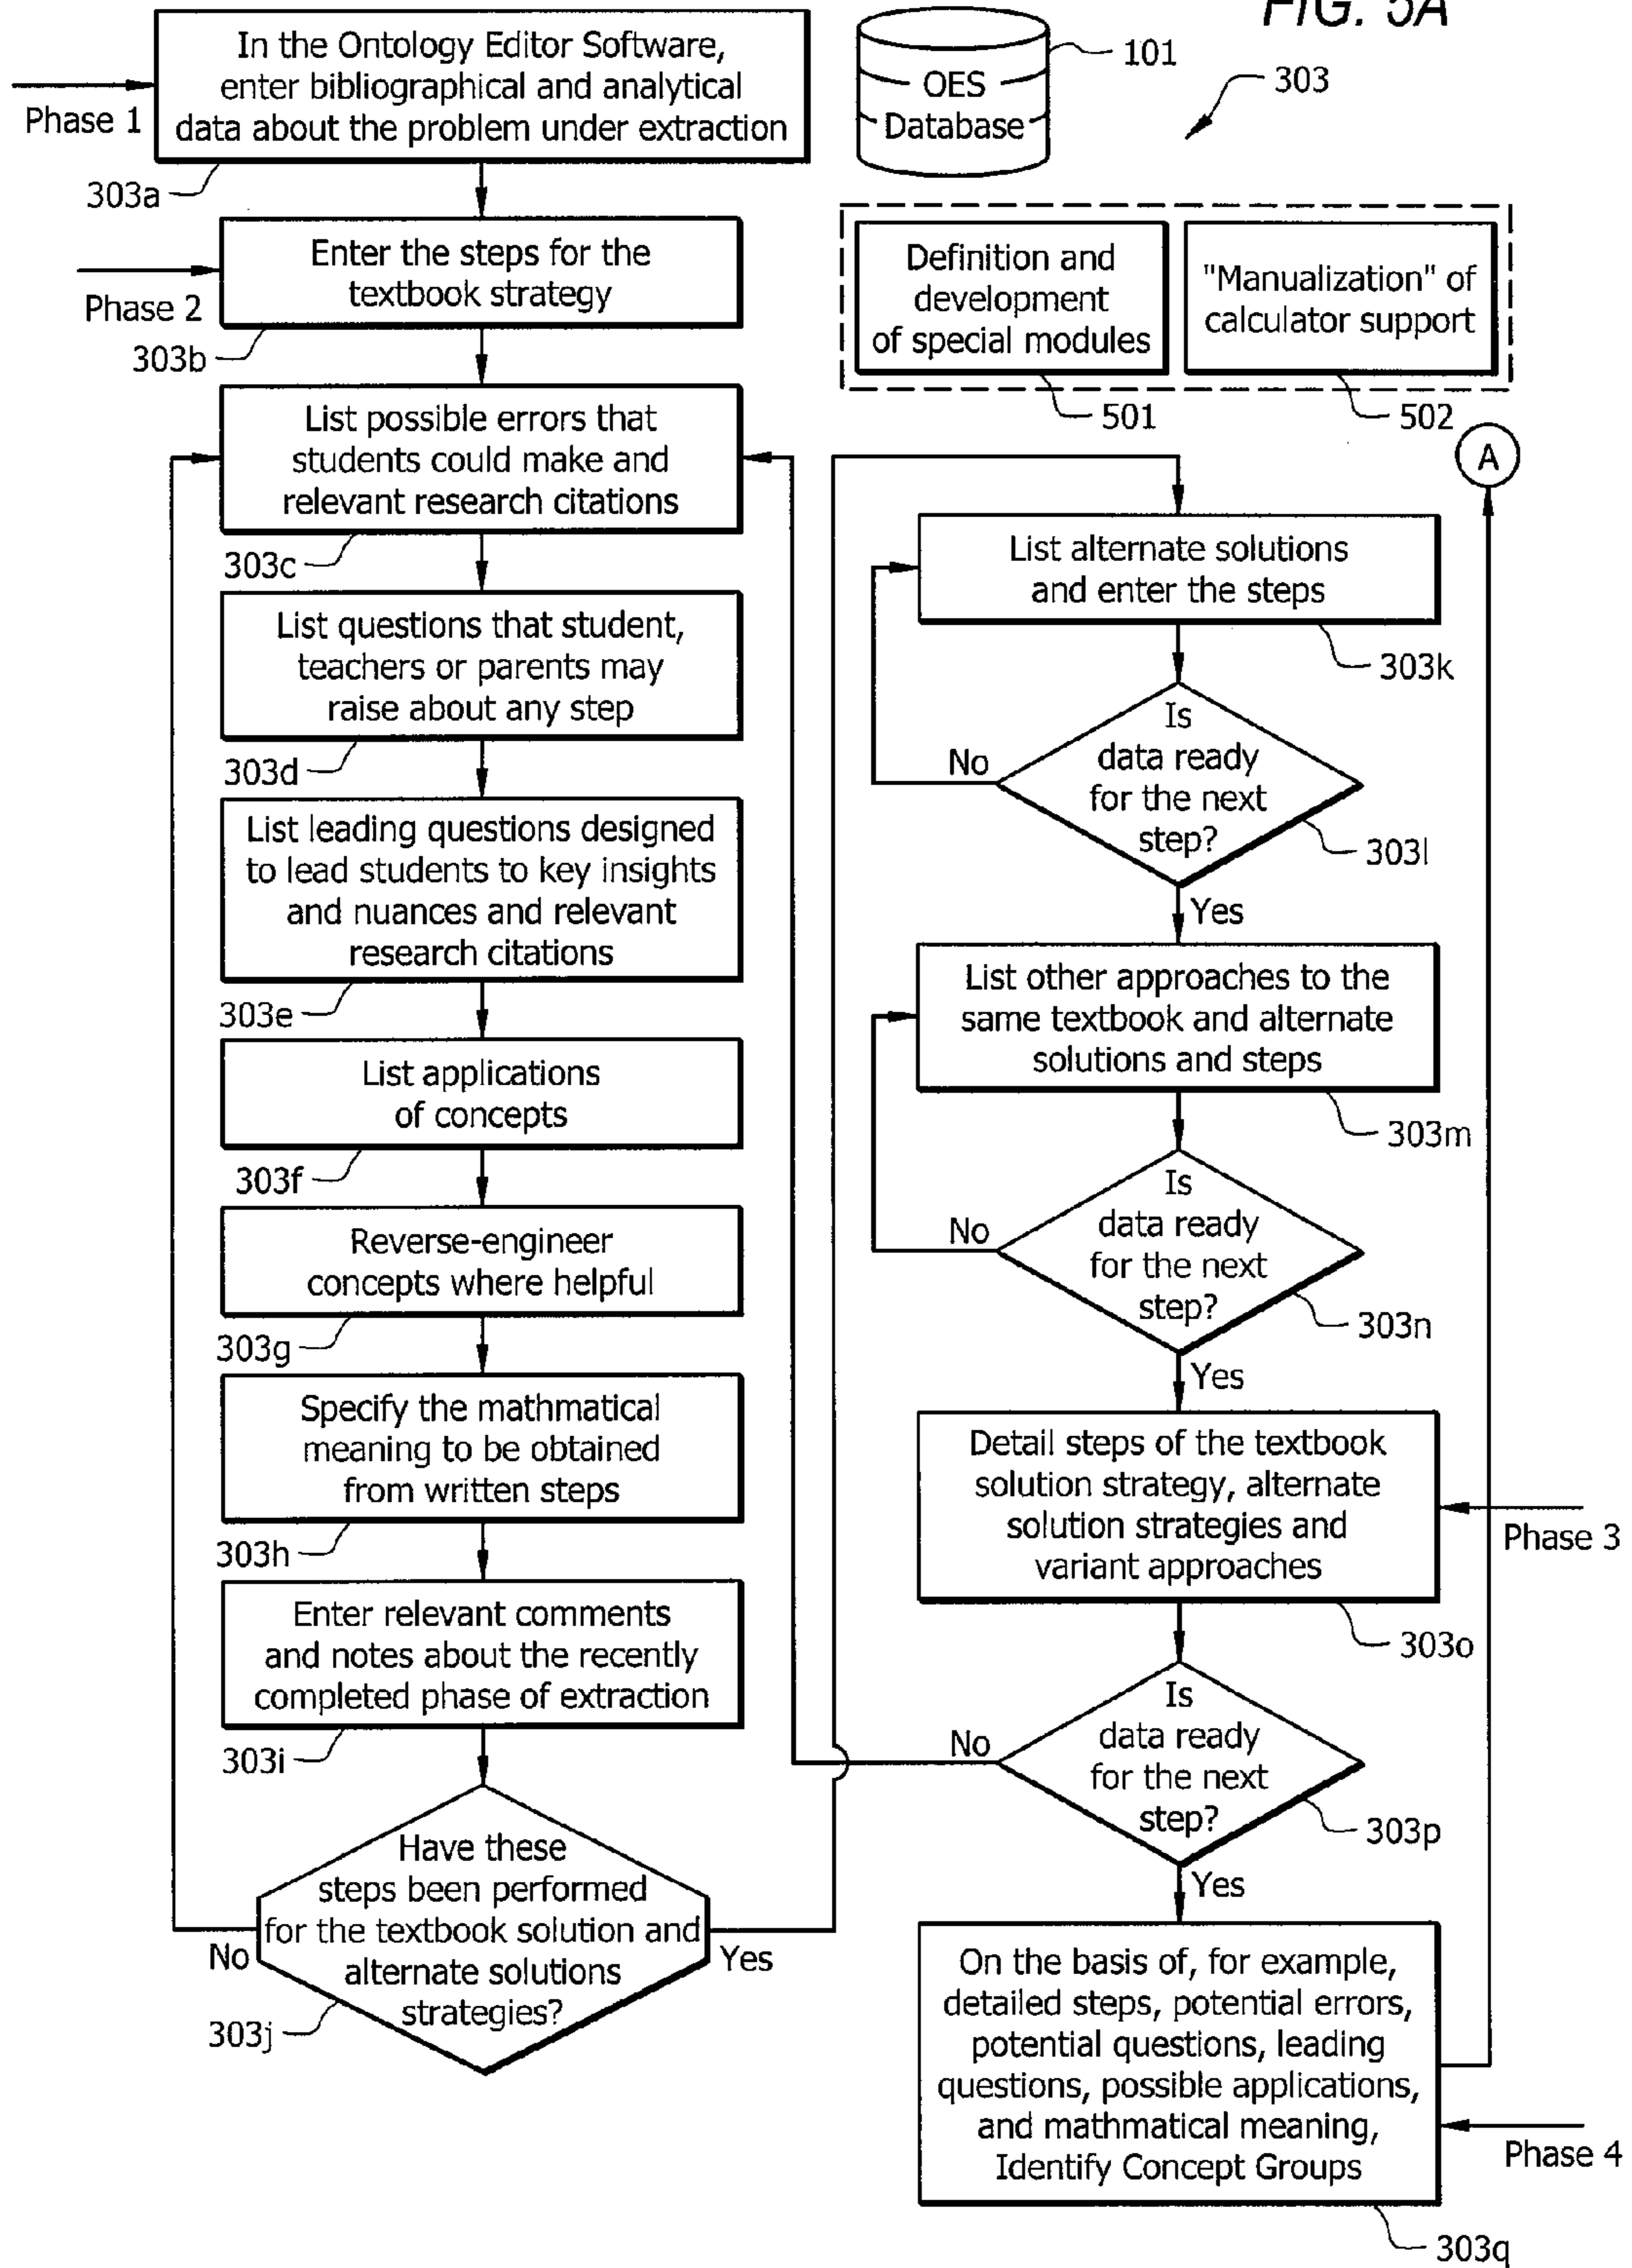 FIG. 5A
In the Ontology Editor Software,
enter bibliographical and analytical
data about the problem under extraction
Phase 1
303a
OES
Database
101
303
Enter the steps for the
textbook strategy
Phase 2
303b
Definition and
development
of special modules
501
"Manualization" of
calculator support
502
List possible errors that
students could make and
relevant research citations
303c
List questions that student,
teachers or parents may
raise about any step
303d
List leading questions designed
to lead students to key insights
and nuances and relevant
research citations
303e
List applications
of concepts
303f
Reverse-engineer
concepts where helpful
303g
Specify the mathmatical
meaning to be obtained
from written steps
303h
Enter relevant comments
and notes about the recently
completed phase of extraction
303i
Have these
steps been performed
for the textbook solution and
alternate solutions
strategies?
No
Yes
303j
A
List alternate solutions
and enter the steps
303k
Is
data ready
for the next
step?
No
303l
Yes
List other approaches to the
same textbook and alternate
solutions and steps
303m
Is
data ready
for the next
step?
No
303n
Yes
Detail steps of the textbook
solution strategy, alternate
solution strategies and
variant approaches
Phase 3
303o
Is
data ready
for the next
step?
No
303p
Yes
On the basis of, for example,
detailed steps, potential errors,
potential questions, leading
questions, possible applications,
and mathmatical meaning,
Identify Concept Groups
Phase 4
303q